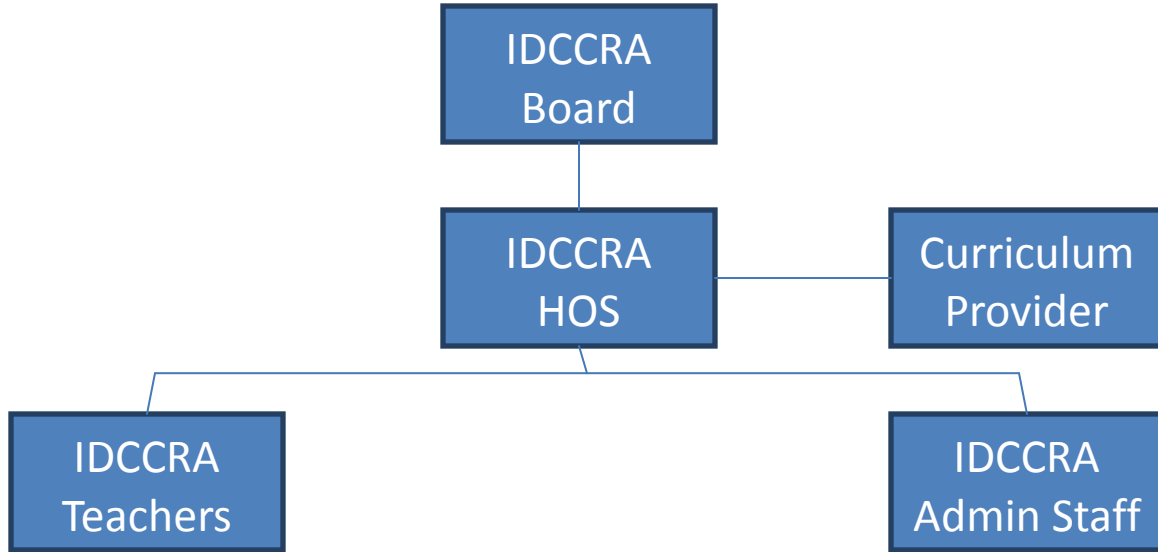 IDCCRA
Board
IDCCRA
HOS
Curriculum
Provider
IDCCRA
Teachers
IDCCRA
Admin Staff